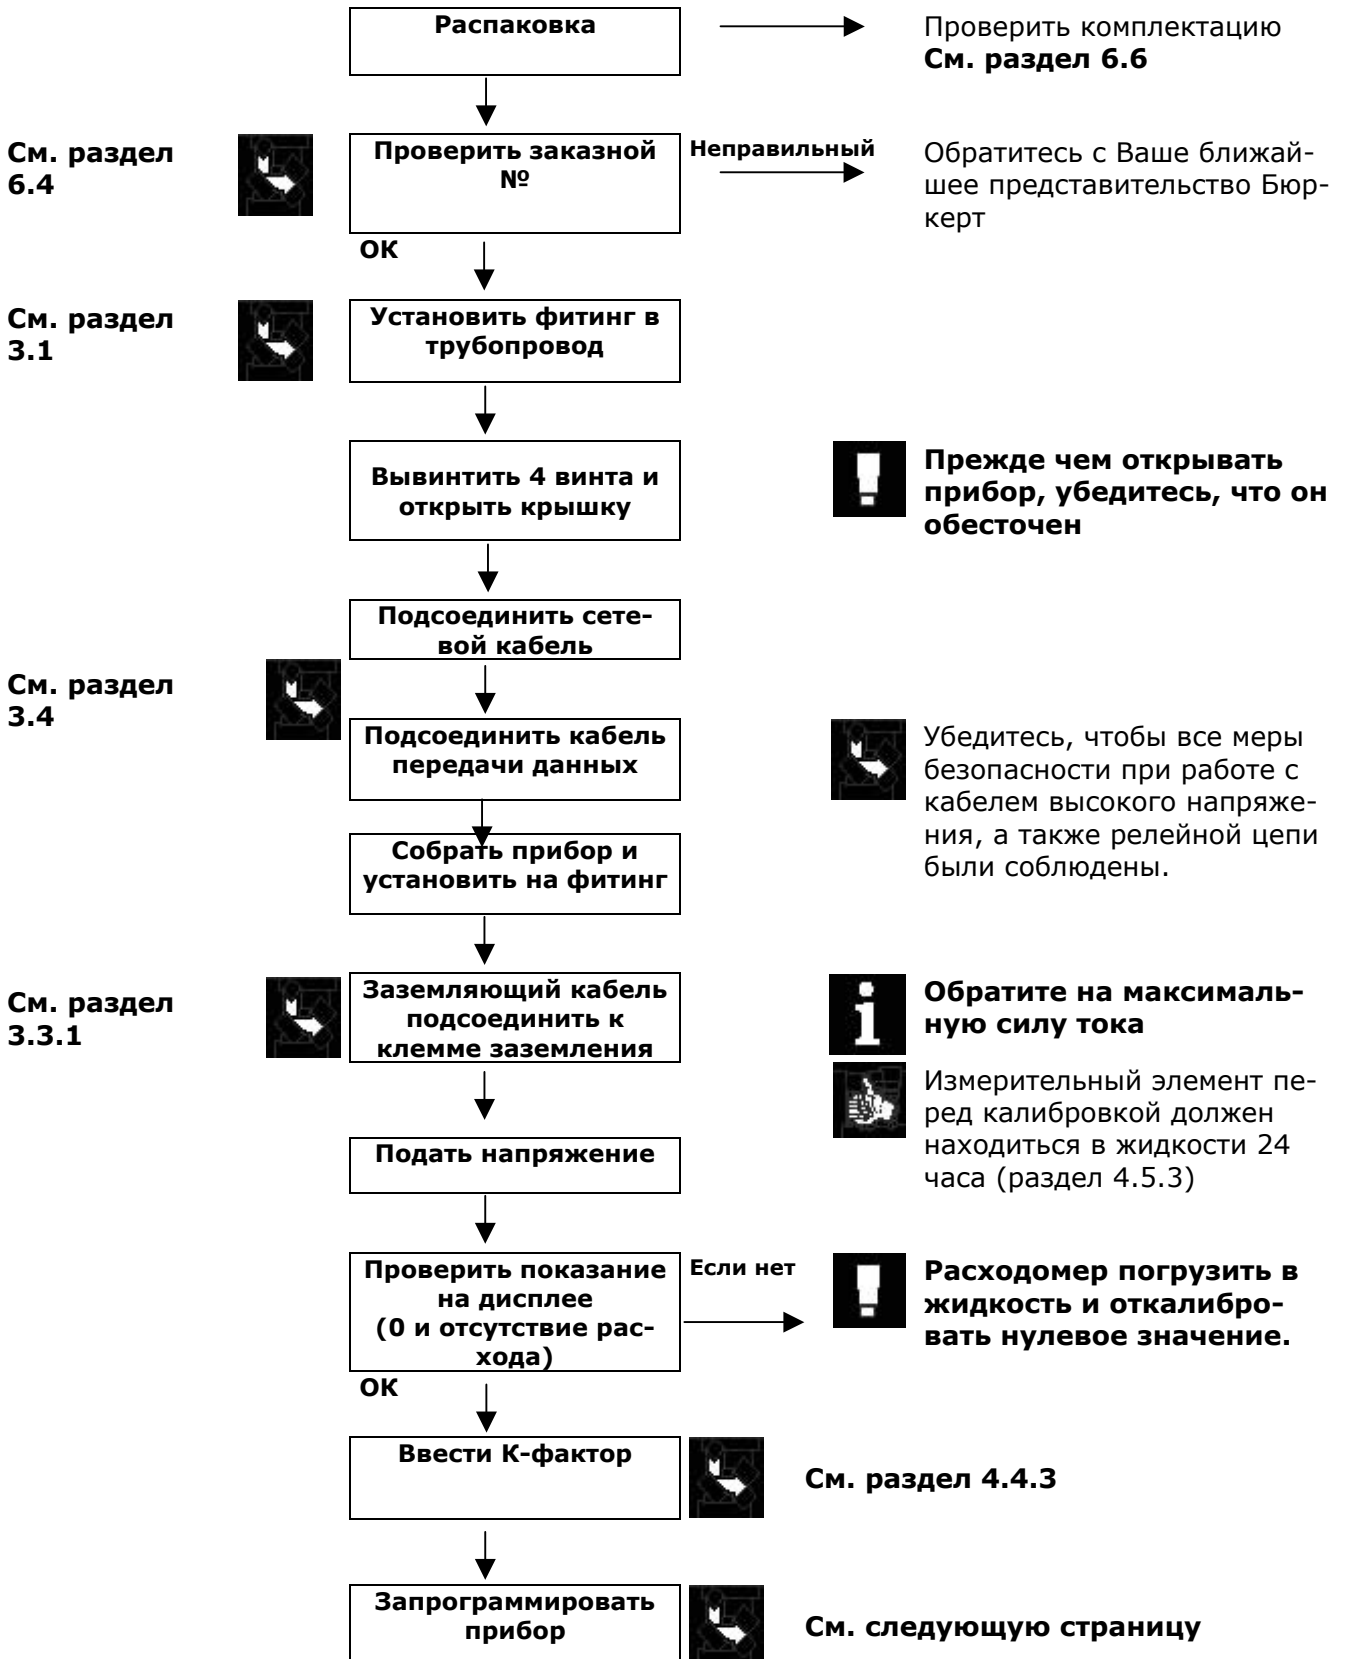 Распаковка
Проверить комплектацию
См. раздел 6.6
См. раздел
6.4
Проверить заказной
№
Неправильный
Обратитесь с Ваше ближай-
шее представительство Бюр-
керт
ОК
См. раздел
3.1
Установить фитинг в
трубопровод
Вывинтить 4 винта и
открыть крышку
Прежде чем открывать
прибор, убедитесь, что он
обесточен
Подсоединить сете-
вой кабель
См. раздел
3.4
Подсоединить кабель
передачи данных
Убедитесь, чтобы все меры
безопасности при работе с
кабелем высокого напряже-
ния, а также релейной цепи
были соблюдены.
Собрать прибор и
установить на фитинг
См. раздел
3.3.1
Заземляющий кабель
подсоединить к
клемме заземления
Обратите на максималь-
ную силу тока
Измерительный элемент пе-
ред калибровкой должен
находиться в жидкости 24
часа (раздел 4.5.3)
Подать напряжение
Проверить показание
на дисплее
(0 и отсутствие рас-
хода)
Если нет
Расходомер погрузить в
жидкость и откалибро-
вать нулевое значение.
ОК
Ввести К-фактор
См. раздел 4.4.3
Запрограммировать
прибор
См. следующую страницу